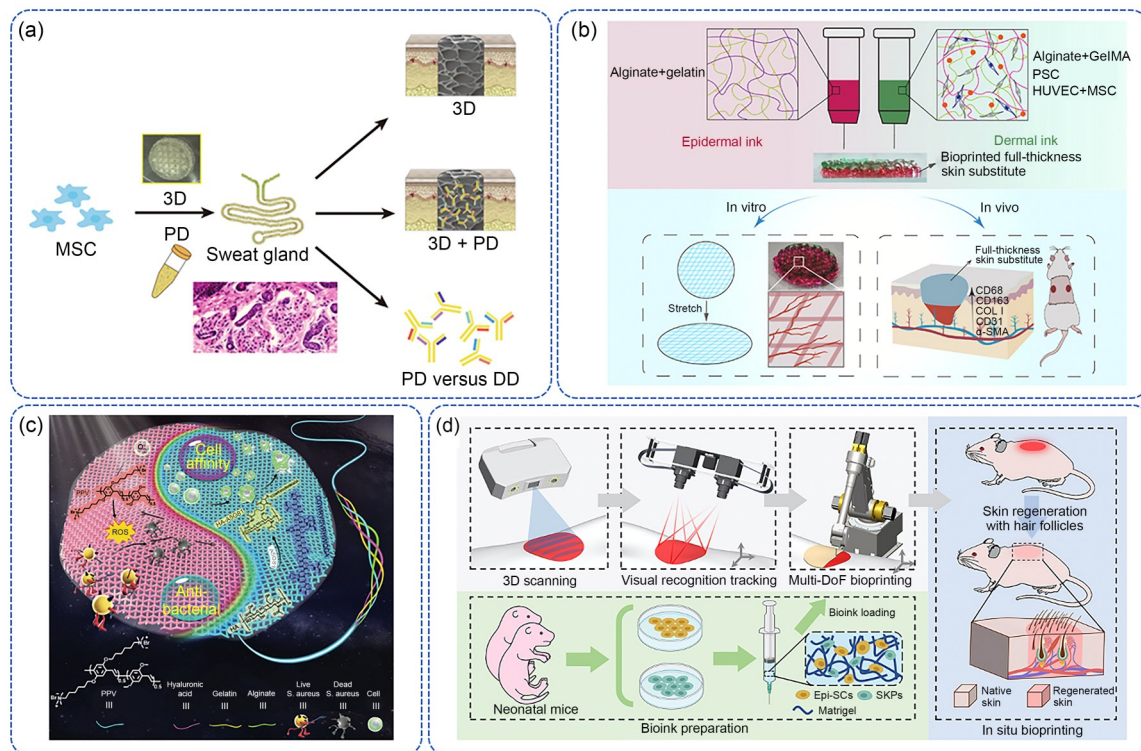 (a)
3D
MSC
3D
PD
Sweat gland
3D + PD
PD versus DD
(b)
Alginate+gelatin
Alginate+GelMA
PSC
HUVEC+MSC
Epidermal ink
Dermal ink
Bioprinted full-thickness
skin substitute
In vitro
In vivo
Stretch
Full-thickness
skin substitute
CD68
CD163
COL I
CD31
α-SMA
(c)
Cell
affinity
PPV
ROS
Anti-
bacterial
Br
Br
PPV
Hyaluronic
acid
Gelatin
Alginate
Live
S. aureus
Dead
S. aureus
Cell
(d)
3D scanning
Visual recognition tracking
Multi-DoF bioprinting
Skin regeneration
with hair follicles
Bioink loading
Neonatal mice
Epi-SCs
SKPs
Matrigel
Bioink preparation
Native
skin
Regenerated
skin
In situ bioprinting